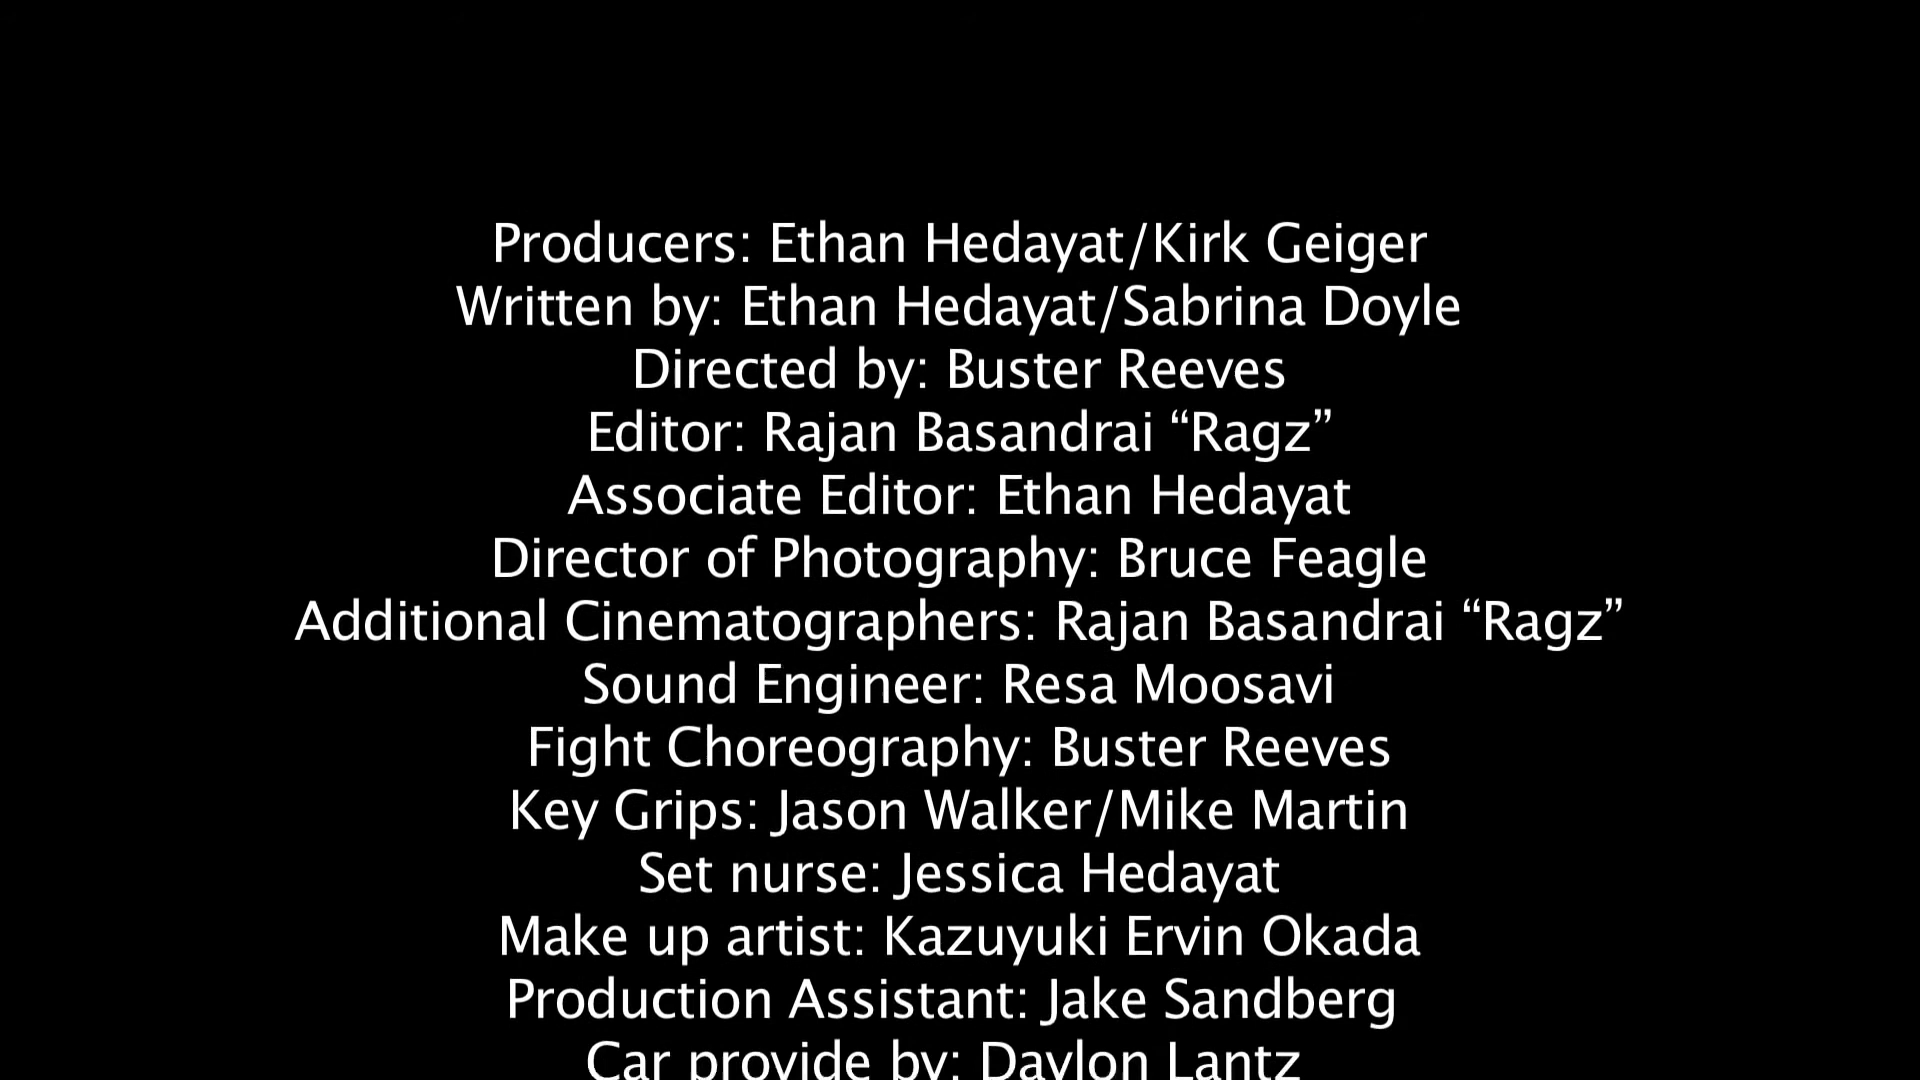 Producers: Ethan Hedayat/Kirk Geiger
Written by: Ethan Hedayat/Sabrina Doyle
Directed by: Buster Reeves
Editor: Rajan Basandrai “Ragz”
Associate Editor: Ethan Hedayat
Director of Photography: Bruce Feagle
Additional Cinematographers: Rajan Basandrai “Ragz”
Sound Engineer: Resa Moosavi
Fight Choreography: Buster Reeves
Key Grips: Jason Walker/Mike Martin
Set nurse: Jessica Hedayat
Make up artist: Kazuyuki Ervin Okada
Production Assistant: Jake Sandberg
Car provide by: Daylon Lantz